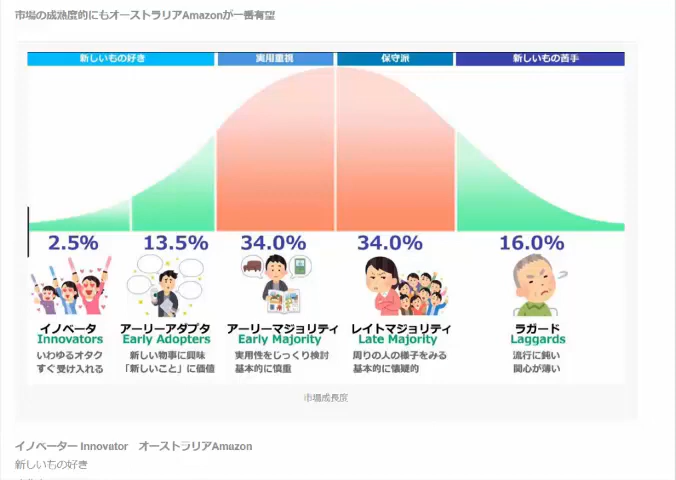 市場の成熟度的にもオーストラリアAmazonが一番有望
新しいもの好き 実用重視 保守派 新しいもの苦手
2.5% 13.5% 34.0% 34.0% 16.0%
イノベータ アーリーアダプタ アーリーマジョリティ レイトマジョリティ ラガード
Innovators Early Adopters Early Majority Late Majority Laggards
いわゆるオタク 新しい物事に興味 実用性をじっくり検討 周りの人の様子をみる 流行に鈍い
すぐ受け入れる 「新しいこと」に価値 基本的に慎重 基本的に懐疑的 関心が薄い
市場成長度
イノベーター Innovator オーストラリアAmazon
新しいもの好き